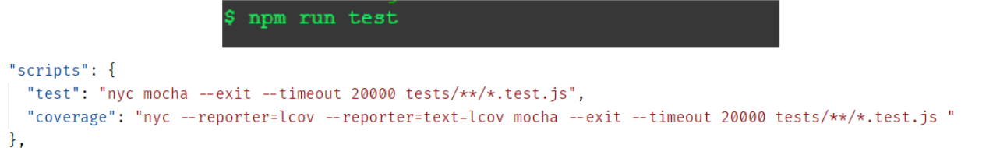 $ npm run test
"scripts": {
"test": "nyc mocha --exit --timeout 20000 tests/**/*.test.js",
"coverage": "nyc --reporter=lcov --reporter=text-lcov mocha --exit --timeout 20000 tests/**/*.test.js "
},